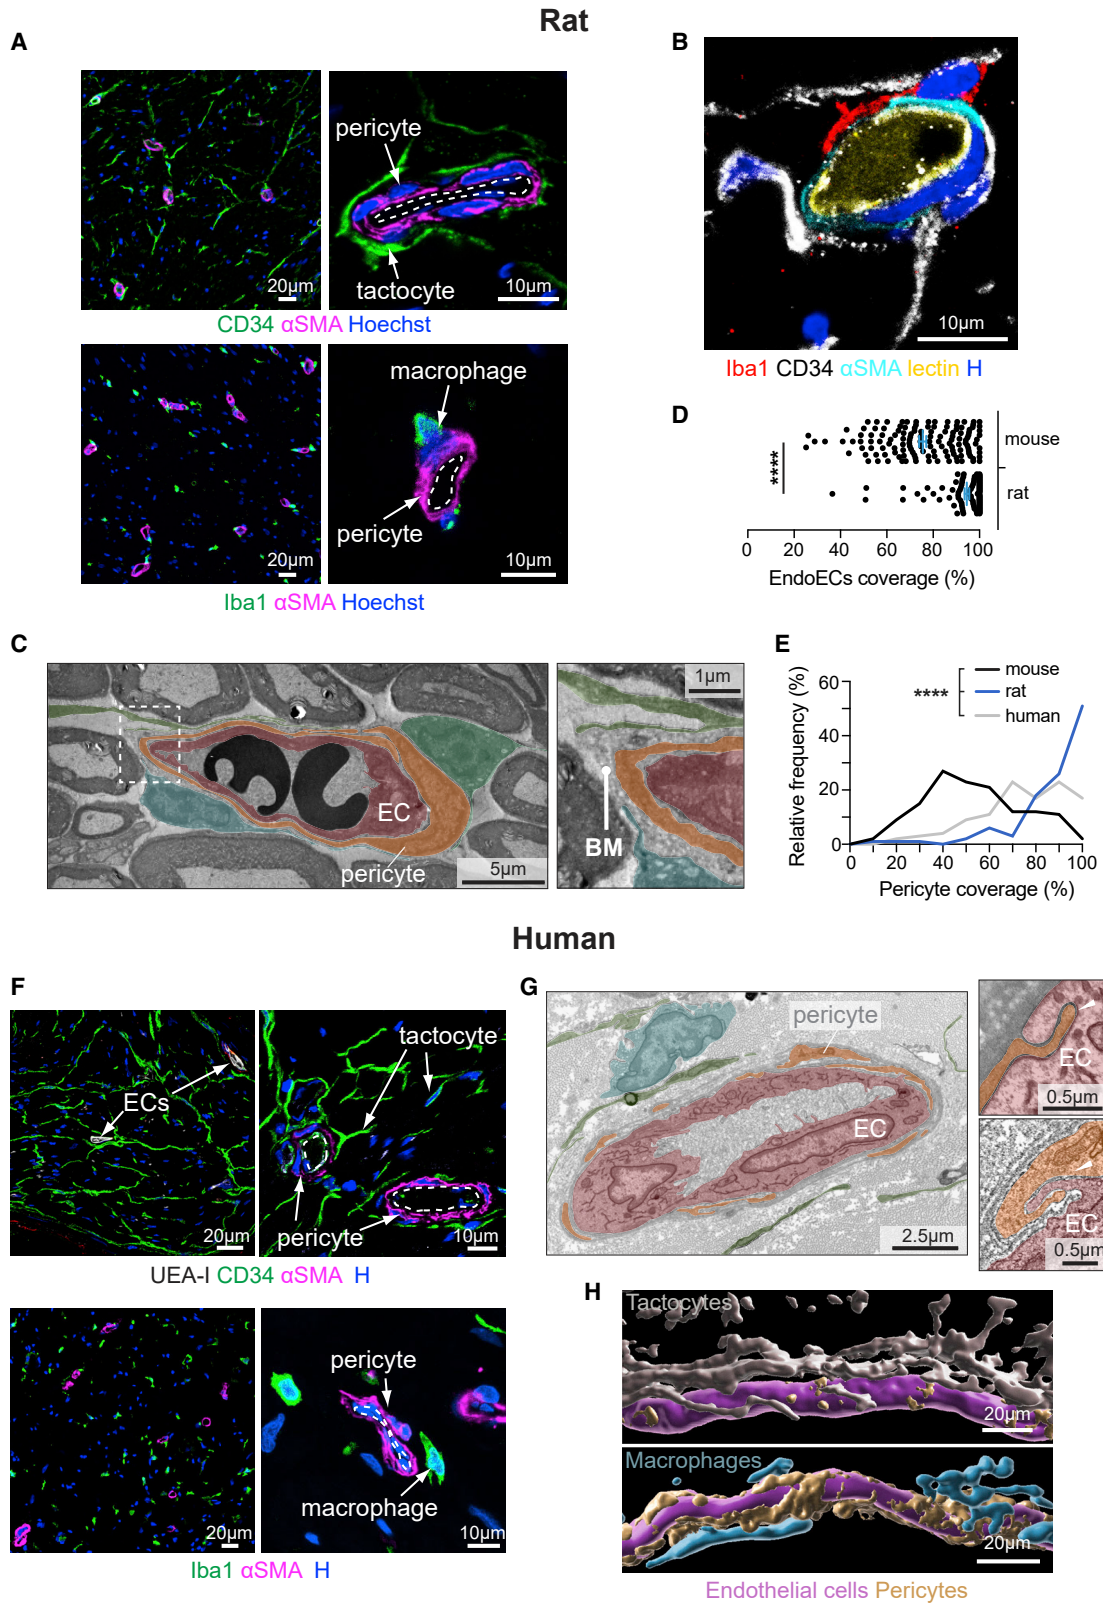 Rat
A
pericyte
tactocyte
20µm
10µm
CD34 αSMA Hoechst
macrophage
pericyte
20µm
10µm
Iba1 αSMA Hoechst
B
10µm
Iba1 CD34 αSMA lectin H
D
****
mouse
rat
0 20 40 60 80 100
EndoECs coverage (%)
C
EC
pericyte
5µm
1µm
BM
E
Relative frequency (%)
60
40
20
0
****
mouse
rat
human
0 20 40 60 80 100
Pericyte coverage (%)
Human
F
ECs
20µm
tactocyte
pericyte
10µm
UEA-I CD34 αSMA H
20µm
pericyte
macrophage
10µm
Iba1 αSMA H
G
pericyte
EC
2.5µm
EC
0.5µm
EC
0.5µm
H
Tactocytes
20µm
Macrophages
20µm
Endothelial cells Pericytes